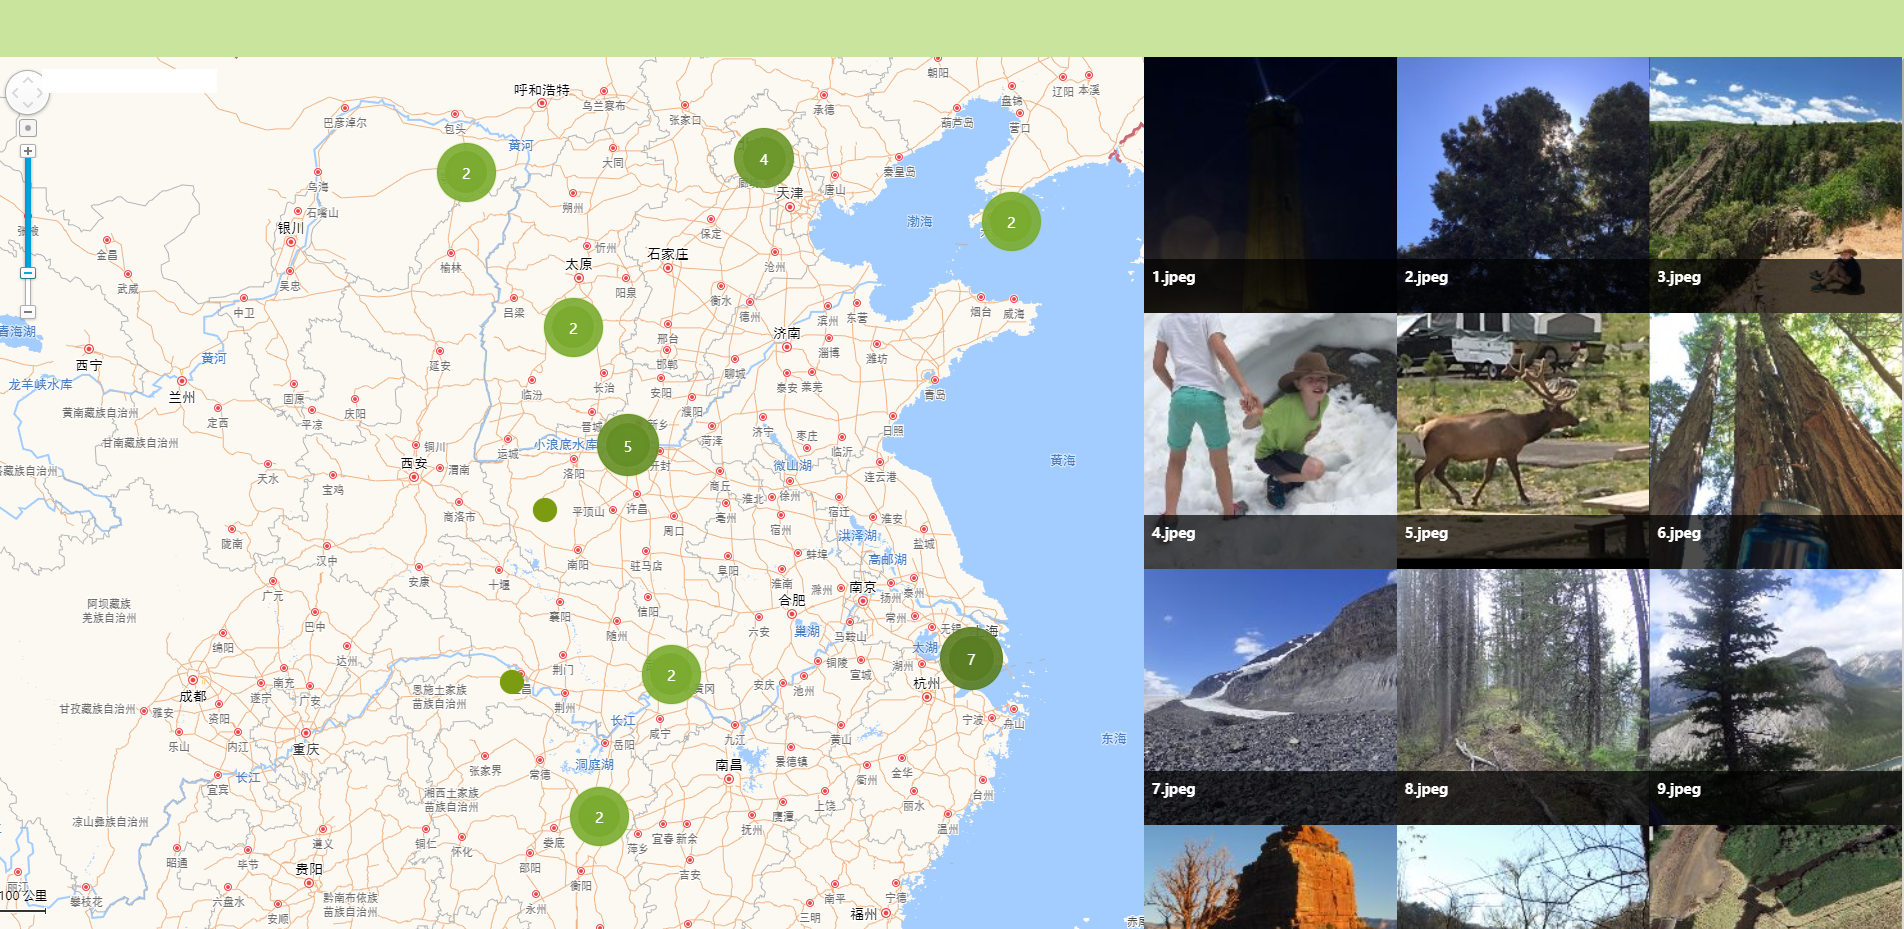 朝阳
辽阳
本溪
呼和浩特
乌兰察布
张家口
承德
盘锦
葫芦岛
营口
巴彦淖尔
包头
黄河
大同
秦皇岛
2
4
天津
唐山
乌海
石嘴山
朔州
银川
保定
渤海
2
金昌
忻州
石家庄
太原
沧州
榆林
武威
吴忠
阳泉
衡水
德州
中卫
吕梁
滨州
东营
烟台
威海
青海湖
2
邢台
济南
淄博
潍坊
西宁
黄河
延安
邯郸
聊城
龙羊峡水库
兰州
固原
临汾
长治
安阳
泰安
莱芜
青岛
黄南藏族自治州
定西
庆阳
平凉
濮阳
甘南藏族自治州
铜川
运城
晋城
小浪底水库
5
菏泽
济宁
枣庄
日照
临沂
黄海
西安
渭南
洛阳
开封
微山湖
天水
宝鸡
商丘
徐州
连云港
商洛市
平顶山
许昌
淮北
亳州
宿州
宿迁
淮安
陇南
周口
洪泽湖
盐城
汉中
南阳
驻马店
阜阳
蚌埠
高邮湖
安康
十堰
淮南
滁州
南京
广元
阿坝藏族
羌族自治州
襄阳
信阳
合肥
扬州
泰州
巴中
随州
六安
巢湖
马鞍山
常州
无锡
绵阳
达州
荆门
铜陵
宣城
太湖
湖州
7
成都
南充
遂宁
广安
恩施土家族
苗族自治州
2
黄冈
安庆
池州
杭州
甘孜藏族自治州
雅安
资阳
荆州
长江
咸宁
九江
黄山
宁波
舟山
乐山
内江
重庆
岳阳
东海
张家界
常德
洞庭湖
南昌
景德镇
衢州
金华
长江
宜宾
湘西土家族
苗族自治州
上饶
丽水
台州
凉山彝族自治州
2
抚州
鹰潭
温州
遵义
铜仁
怀化
娄底
萍乡
宜春
新余
昭通
毕节
贵阳
邵阳
衡阳
吉安
100 公里
攀枝花
六盘水
安顺
黔南布依族
苗族自治州
永州
南平
宁德
三明
福州
1.jpeg
2.jpeg
3.jpeg
4.jpeg
5.jpeg
6.jpeg
7.jpeg
8.jpeg
9.jpeg